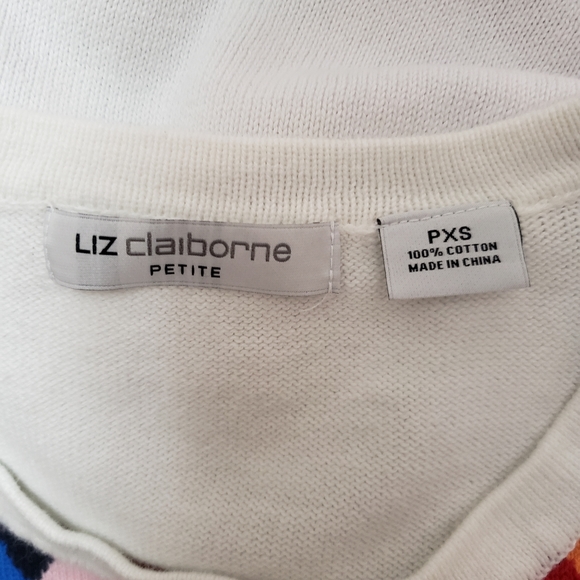 LIZ claiborne
PETITE
PXS
100% COTTON
MADE IN CHINA